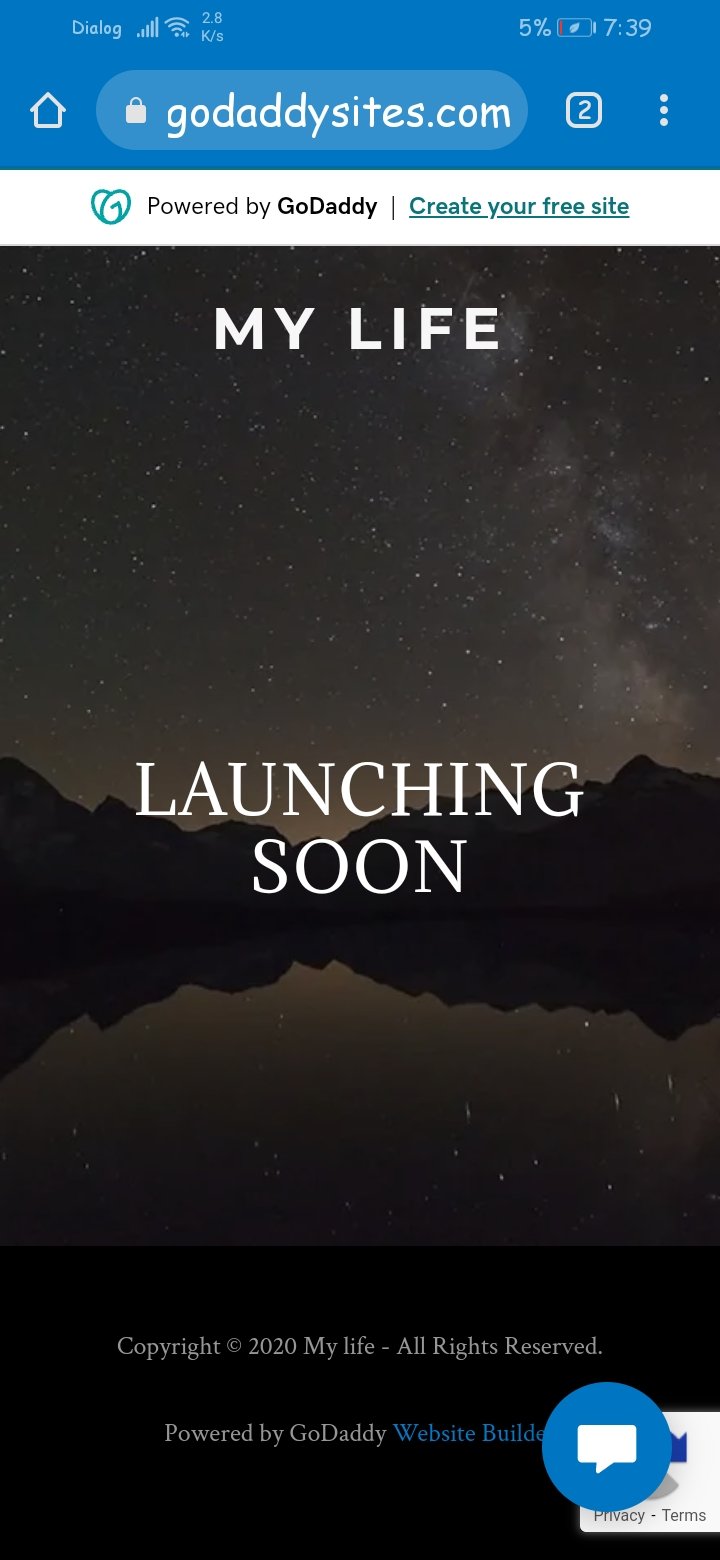 Dialog 2.8 K/s 5% 7:39
godaddysites.com 2
Powered by GoDaddy | Create your free site
MY LIFE
LAUNCHING
SOON
Copyright © 2020 My life - All Rights Reserved.
Powered by GoDaddy Website Builde
Privacy - Terms